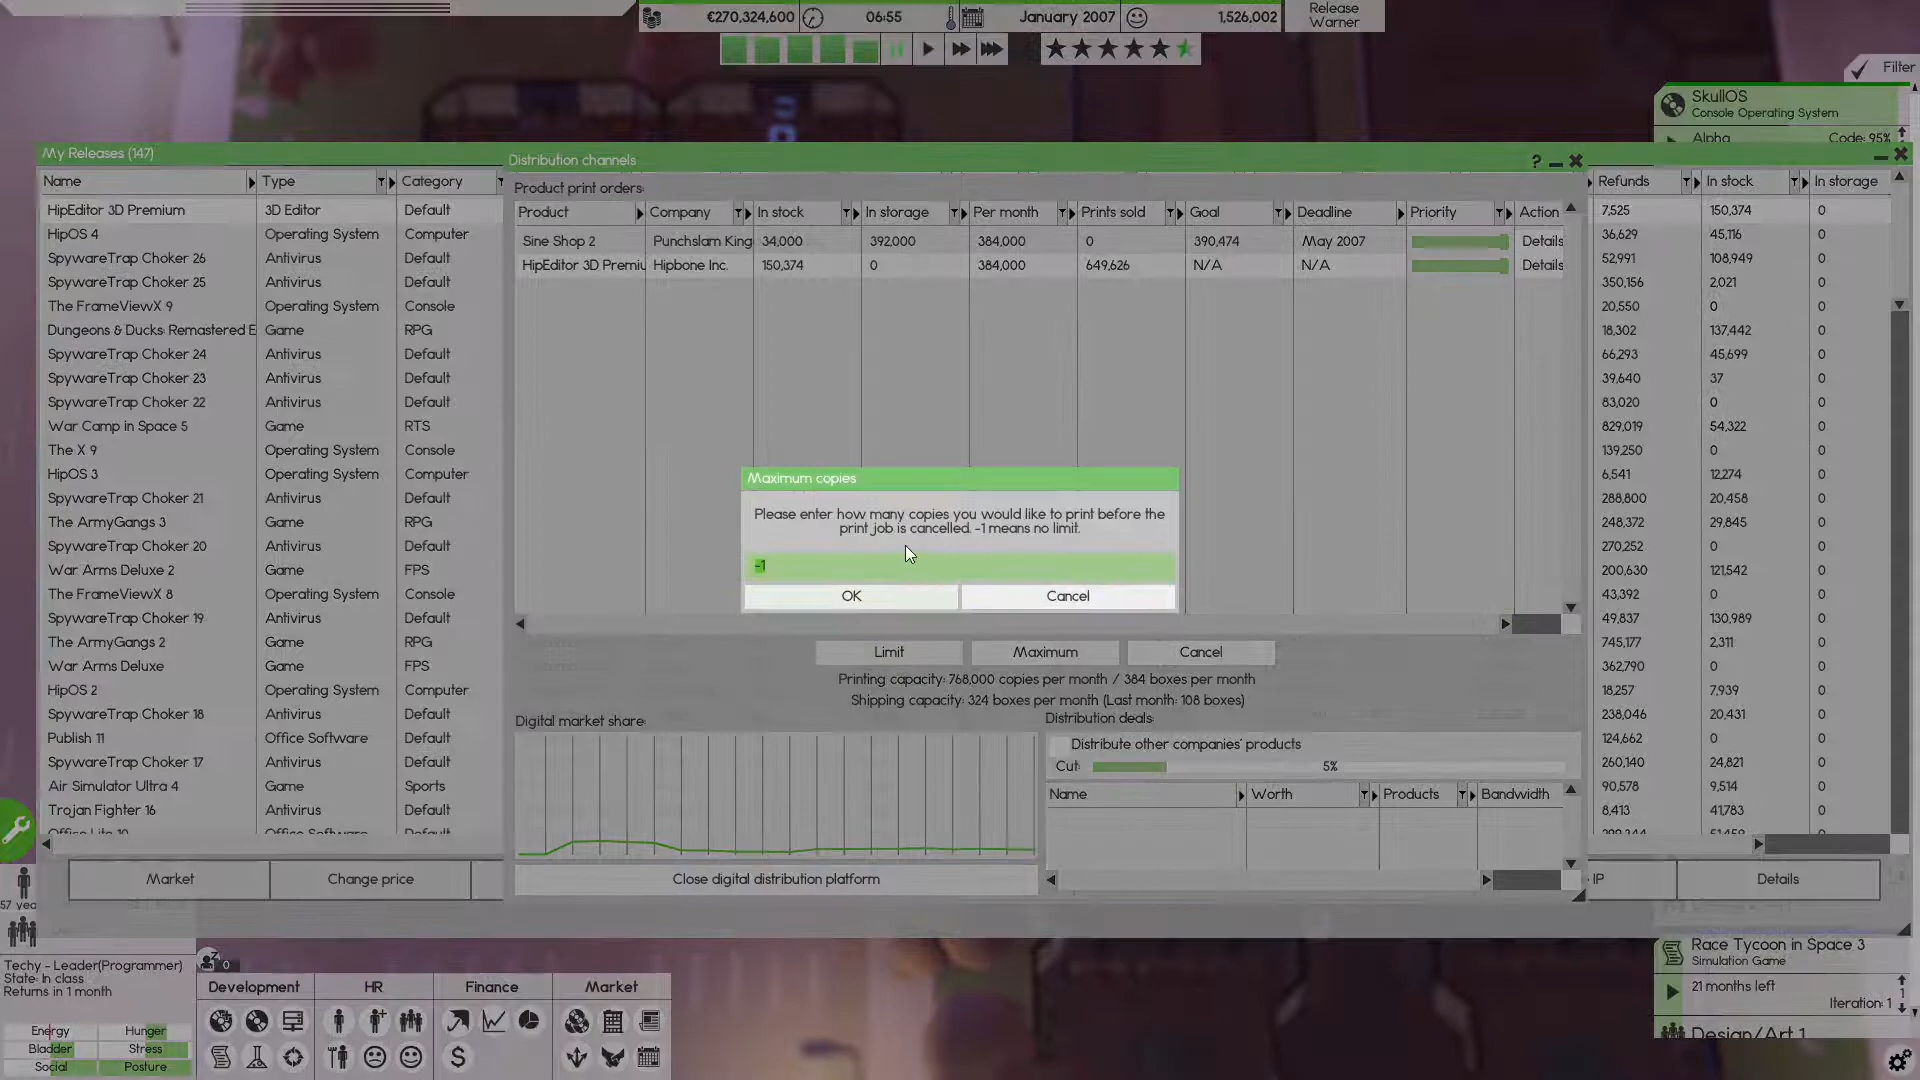 €270,324,600 06:55 January 2007 1,526,002 Release Warner
Filter
SkullOS
Console Operating System
Alpha Code: 95%
My Releases (147)
Name Type Category
HipEditor 3D Premium 3D Editor Default
HipOS 4 Operating System Computer
SpywareTrap Choker 26 Antivirus Default
SpywareTrap Choker 25 Antivirus Default
The FrameViewX 9 Operating System Console
Dungeons & Ducks: Remastered E Game RPG
SpywareTrap Choker 24 Antivirus Default
SpywareTrap Choker 23 Antivirus Default
SpywareTrap Choker 22 Antivirus Default
War Camp in Space 5 Game RTS
The X 9 Operating System Console
HipOS 3 Operating System Computer
SpywareTrap Choker 21 Antivirus Default
The ArmyGangs 3 Game RPG
SpywareTrap Choker 20 Antivirus Default
War Arms Deluxe 2 Game FPS
The FrameViewX 8 Operating System Console
SpywareTrap Choker 19 Antivirus Default
The ArmyGangs 2 Game RPG
War Arms Deluxe Game FPS
HipOS 2 Operating System Computer
SpywareTrap Choker 18 Antivirus Default
Publish 11 Office Software Default
SpywareTrap Choker 17 Antivirus Default
Air Simulator Ultra 4 Game Sports
Trojan Fighter 16 Antivirus Default
Office Lite 10 Office Software Default
Market Change price
Distribution channels ?
Product print orders:
Product Company In stock In storage Per month Prints sold Goal Deadline Priority Action
Sine Shop 2 Punchslam King 34,000 392,000 384,000 0 390,474 May 2007 Details
HipEditor 3D Premiu Hipbone Inc. 150,374 0 384,000 649,626 N/A N/A Details
Maximum copies
Please enter how many copies you would like to print before the
print job is cancelled. -1 means no limit.
-1
OK Cancel
Limit Maximum Cancel
Printing capacity: 768,000 copies per month / 384 boxes per month
Shipping capacity: 324 boxes per month (Last month: 108 boxes)
Digital market share:
Close digital distribution platform
Distribution deals:
Distribute other companies' products
Cut: 5%
Name Worth Products Bandwidth
Refunds In stock In storage
7,525 150,374 0
36,629 45,116 0
52,991 108,949 0
350,156 2,021 0
20,550 0 0
18,302 137,442 0
66,293 45,699 0
39,640 37 0
83,020 0 0
829,019 54,322 0
139,250 0 0
6,541 12,274 0
288,800 20,458 0
248,372 29,845 0
270,252 0 0
200,630 121,542 0
43,392 0 0
49,837 130,989 0
745,177 2,311 0
362,790 0 0
18,257 7,939 0
238,046 20,431 0
124,662 0 0
260,140 24,821 0
90,578 9,514 0
8,413 41,783 0
IP Details
Race Tycoon in Space 3
Simulation Game
21 months left
Iteration: 1
1
1
Design/Art 1
57 yea
Techy - Leader(Programmer)
State: In class
Returns in 1 month
Energy Hunger
Bladder Stress
Social Posture
Z 0
Development HR Finance Market
$